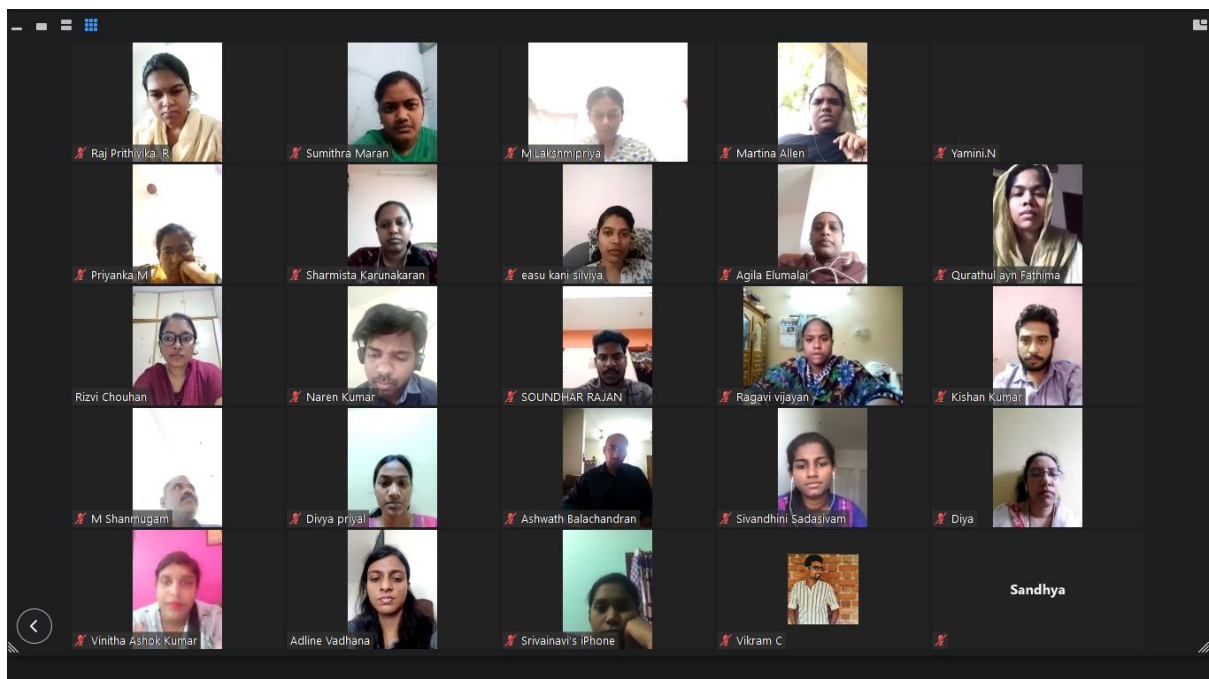 Raj Prithivika. R
Sumithra Maran
M.Lakshmipriya
Martina Allen
Yamini.N
Priyanka M
Sharmista Karunakaran
easu kani silviya
Agila Elumalai
Qurathul ayn Fathima
Rizvi Chouhan
Naren Kumar
SOUNDHAR RAJAN
Ragavi vijayan
Kishan Kumar
M Shanmugam
Divya priyal
Ashwath Balachandran
Sivandhini Sadasivam
Diya
Vinitha Ashok Kumar
Adline Vadhana
Srivainavi's iPhone
Vikram C
Sandhya